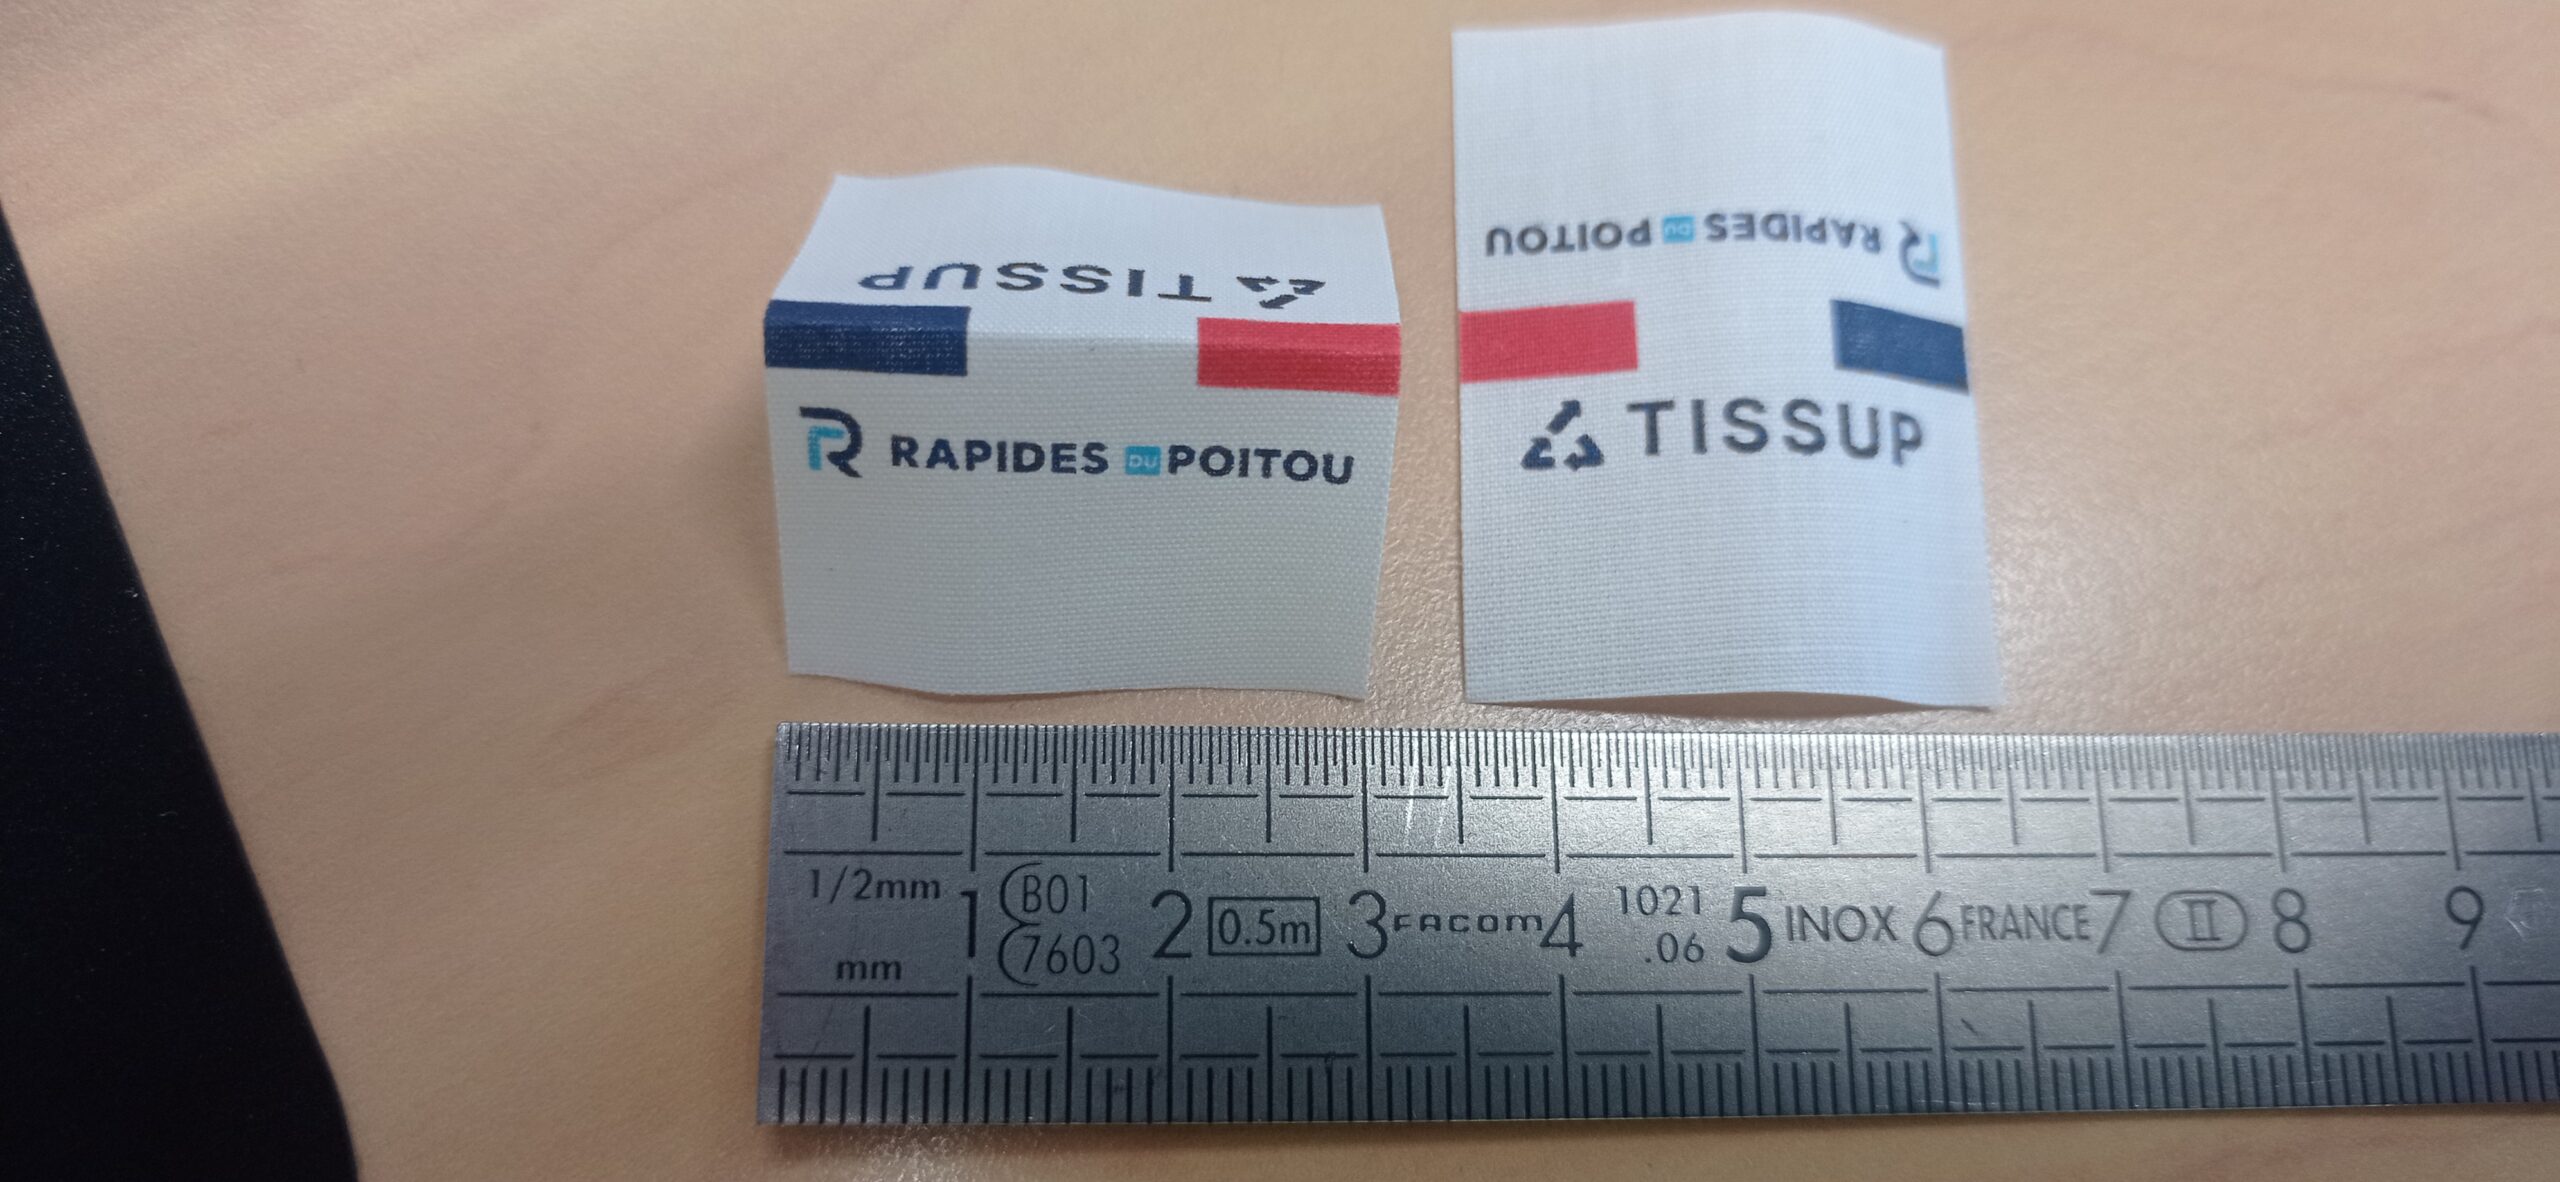 TISSUP
RAPIDES DU POITOU
RAPIDES DU POITOU
TISSUP
1/2mm
mm
1 B01 7603 2 0.5m 3 FACOM 4 1021 .06 5 INOX 6 FRANCE 7 II 8 9